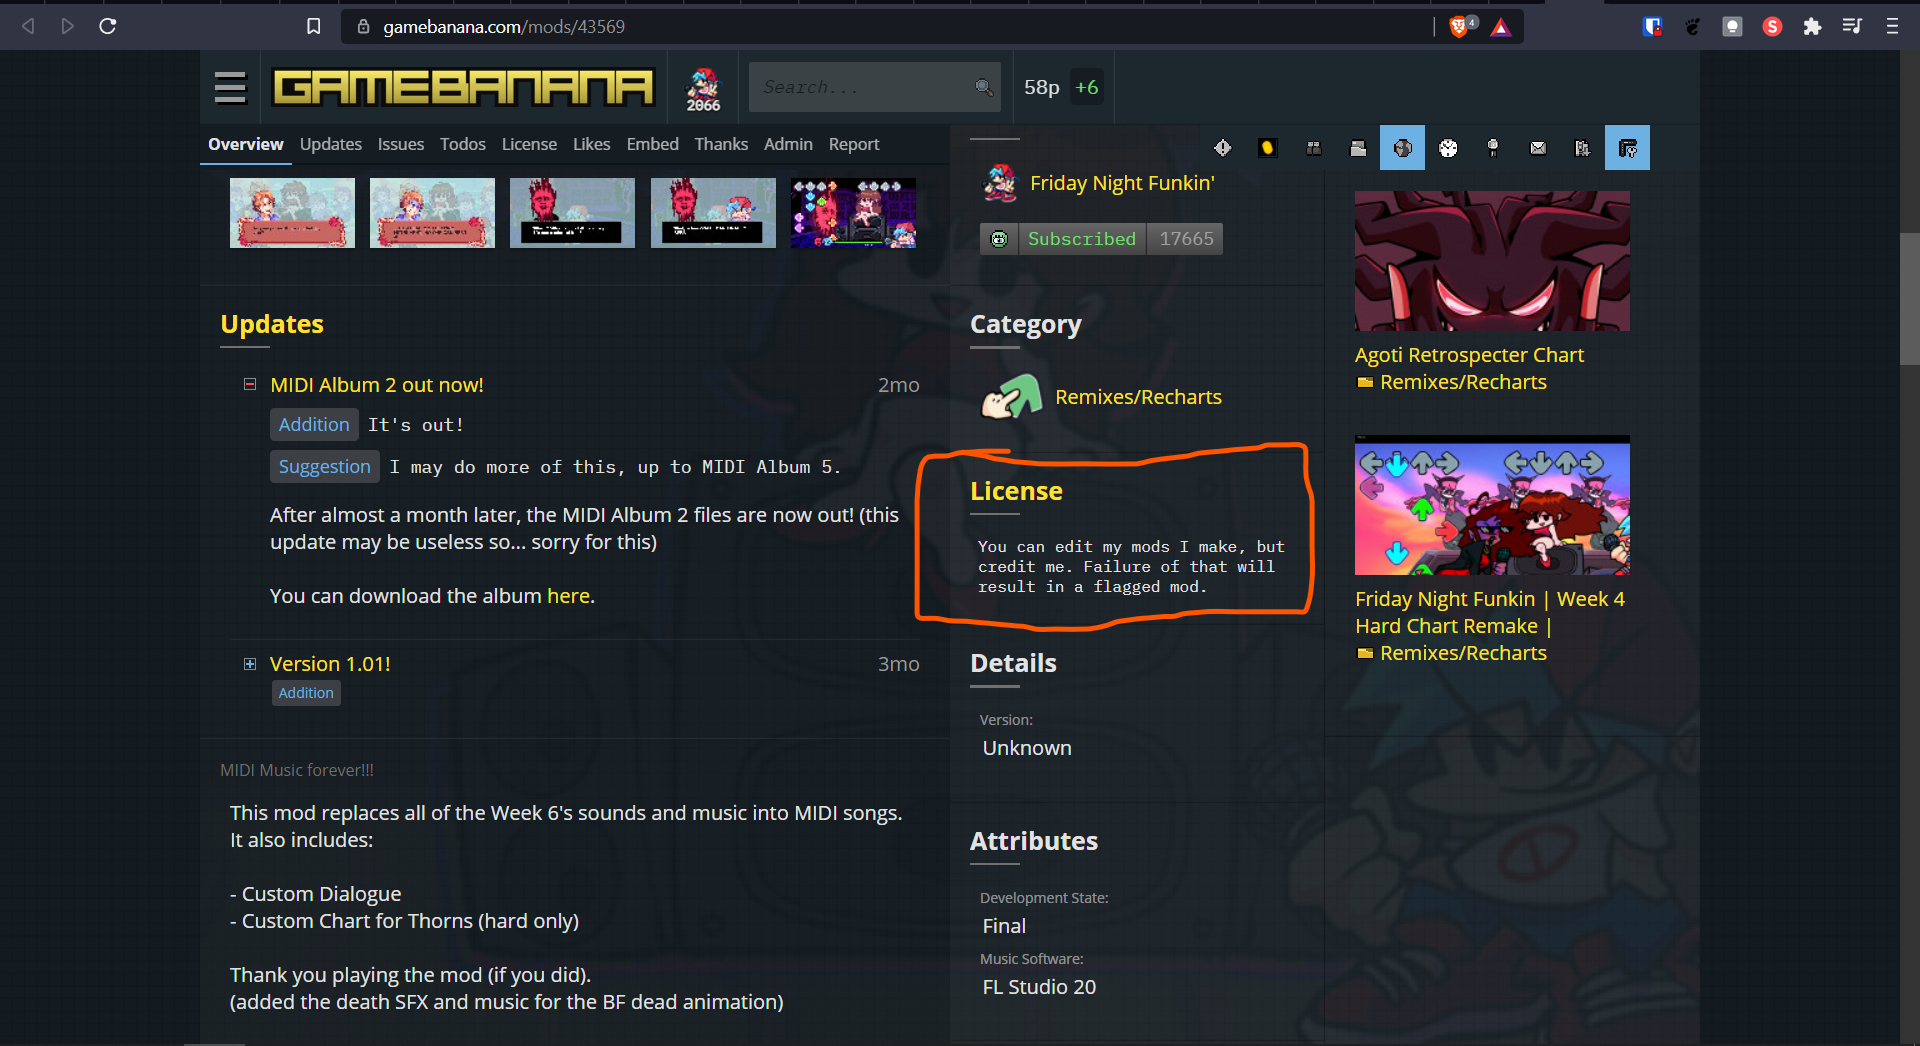 gamebanana.com/mods/43569
4
S
GAMEBANANA
2066
Search...
58p +6
Overview Updates Issues Todos License Likes Embed Thanks Admin Report
Friday Night Funkin'
Subscribed 17665
Updates
MIDI Album 2 out now! 2mo
Addition It's out!
Suggestion I may do more of this, up to MIDI Album 5.
After almost a month later, the MIDI Album 2 files are now out! (this
update may be useless so... sorry for this)
You can download the album here.
Version 1.01! 3mo
Addition
MIDI Music forever!!!
This mod replaces all of the Week 6's sounds and music into MIDI songs.
It also includes:
- Custom Dialogue
- Custom Chart for Thorns (hard only)
Thank you playing the mod (if you did).
(added the death SFX and music for the BF dead animation)
Category
Remixes/Recharts
License
You can edit my mods I make, but
credit me. Failure of that will
result in a flagged mod.
Details
Version:
Unknown
Attributes
Development State:
Final
Music Software:
FL Studio 20
Agoti Retrospecter Chart
Remixes/Recharts
Friday Night Funkin | Week 4
Hard Chart Remake |
Remixes/Recharts